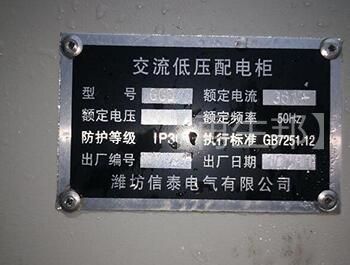 交流低压配电柜
型 号 GGD 额定电流
额定电压 额定频率 50Hz
防护等级 IP30 执行标准 GB7251.12
出厂编号 出厂日期
潍坊信泰电气有限公司